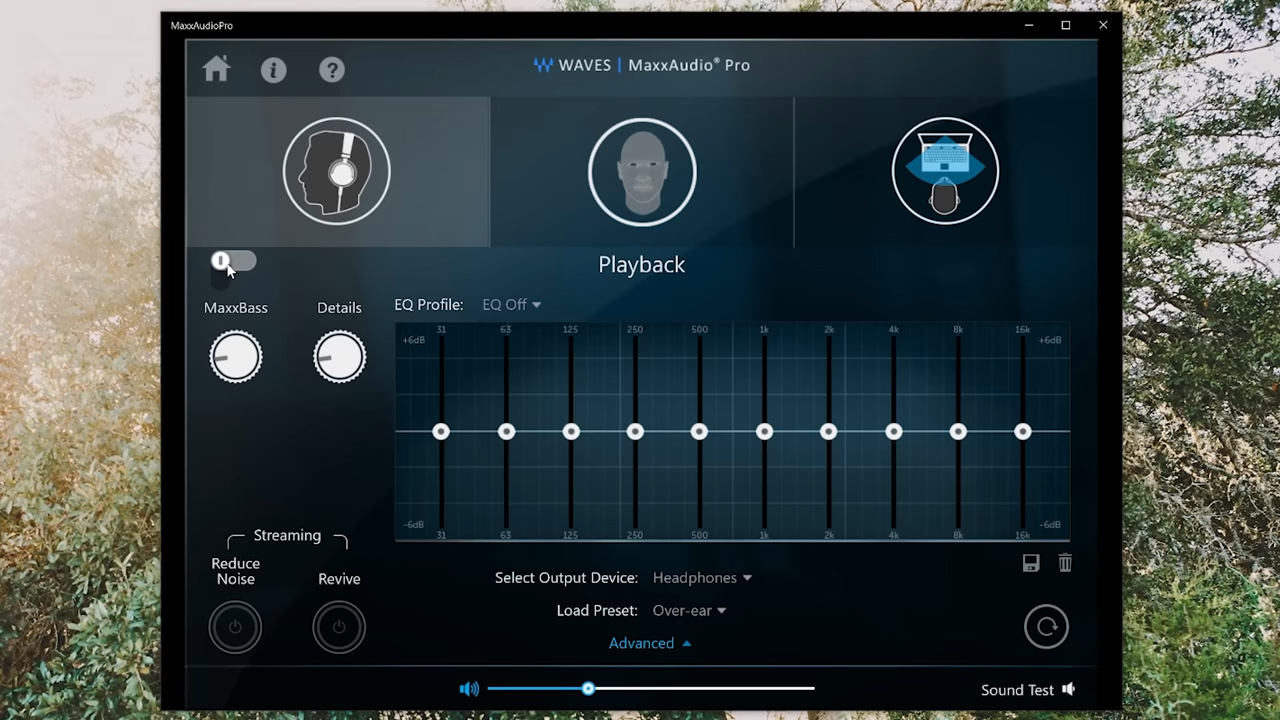 MaxxAudioPro
WAVES | MaxxAudio® Pro
Playback
MaxxBass
Details
EQ Profile: EQ Off
31 63 125 250 500 1k 2k 4k 8k 16k
+6dB +6dB
-6dB -6dB
31 63 125 250 500 1k 2k 4k 8k 16k
Streaming
Reduce
Noise
Revive
Select Output Device: Headphones
Load Preset: Over-ear
Advanced
Sound Test